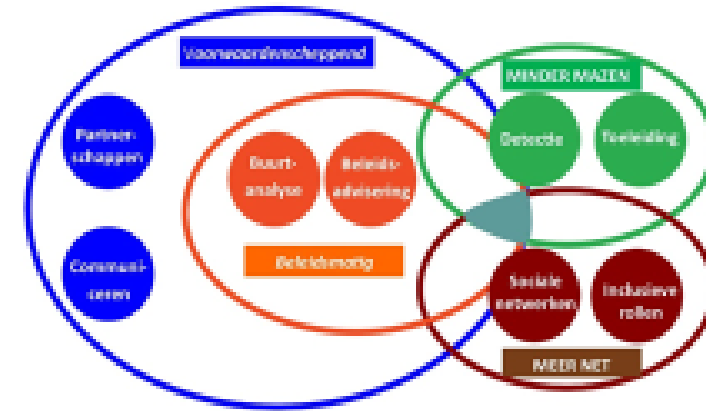 Voorwaardenscheppend
MINDER MAZEN
Partner-
schappen
Detectie
Toeleiding
Buurt-
analyse
Beleids-
advisering
Communi-
ceren
Beleidsmatig
Sociale
netwerken
Inclusieve
rollen
MEER NET